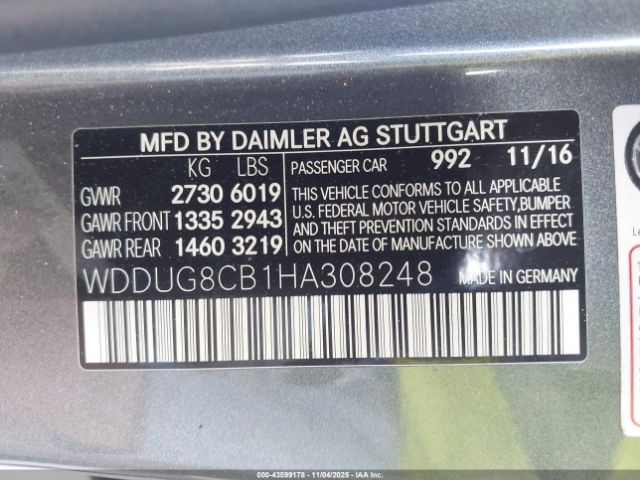 MFD BY DAIMLER AG STUTTGART
KG LBS
PASSENGER CAR 992 11/16
GVWR 2730 6019
GAWR FRONT 1335 2943
GAWR REAR 1460 3219
THIS VEHICLE CONFORMS TO ALL APPLICABLE
U.S. FEDERAL MOTOR VEHICLE SAFETY,BUMPER
AND THEFT PREVENTION STANDARDS IN EFFECT ON
THE DATE OF MANUFACTURE SHOWN ABOVE.
WDDUG8CB1HA308248
MADE IN GERMANY
000-43599178 - 11/04/2025 - IAAI.COM